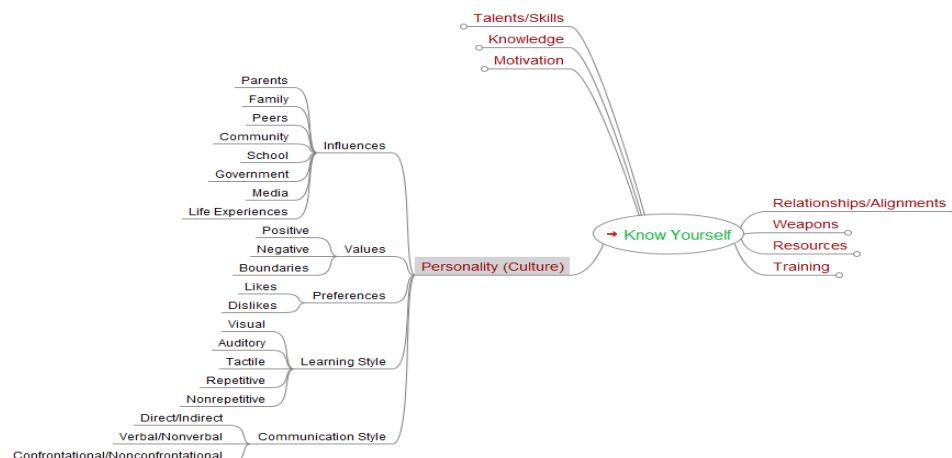 Talents/Skills
Knowledge
Motivation
Parents
Family
Peers
Community
School
Government
Media
Life Experiences
Influences
Positive
Negative
Boundaries
Values
Likes
Dislikes
Preferences
Visual
Auditory
Tactile
Repetitive
Nonrepetitive
Learning Style
Direct/Indirect
Verbal/Nonverbal
Confrontational/Nonconfrontational
Communication Style
Personality (Culture)
Know Yourself
Relationships/Alignments
Weapons
Resources
Training